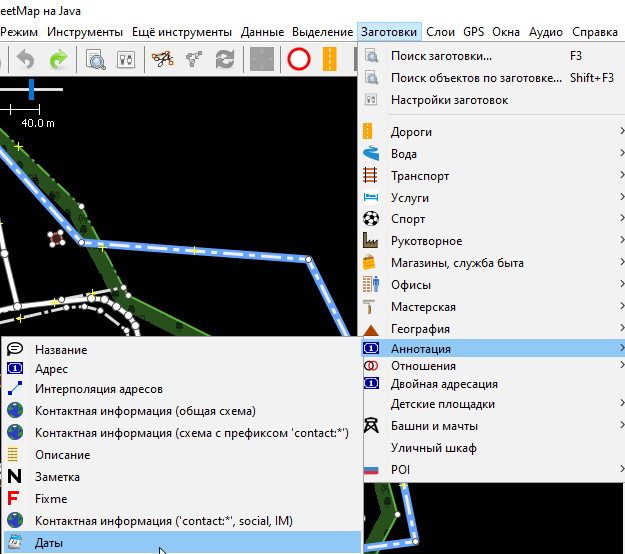 eetMap на Java
Режим Инструменты Ещё инструменты Данные Выделение Заготовки Слои GPS Окна Аудио Справка
40.0 m
Поиск заготовки... F3
Поиск объектов по заготовке... Shift+F3
Настройки заготовок
Дороги
Вода
Транспорт
Услуги
Спорт
Рукотворное
Магазины, служба быта
Офисы
Мастерская
География
Аннотация
Отношения
Двойная адресация
Детские площадки
Башни и мачты
Уличный шкаф
POI
Название
Адрес
Интерполяция адресов
Контактная информация (общая схема)
Контактная информация (схема с префиксом 'contact:*')
Описание
Заметка
Fixme
Контактная информация ('contact:*', social, IM)
Даты